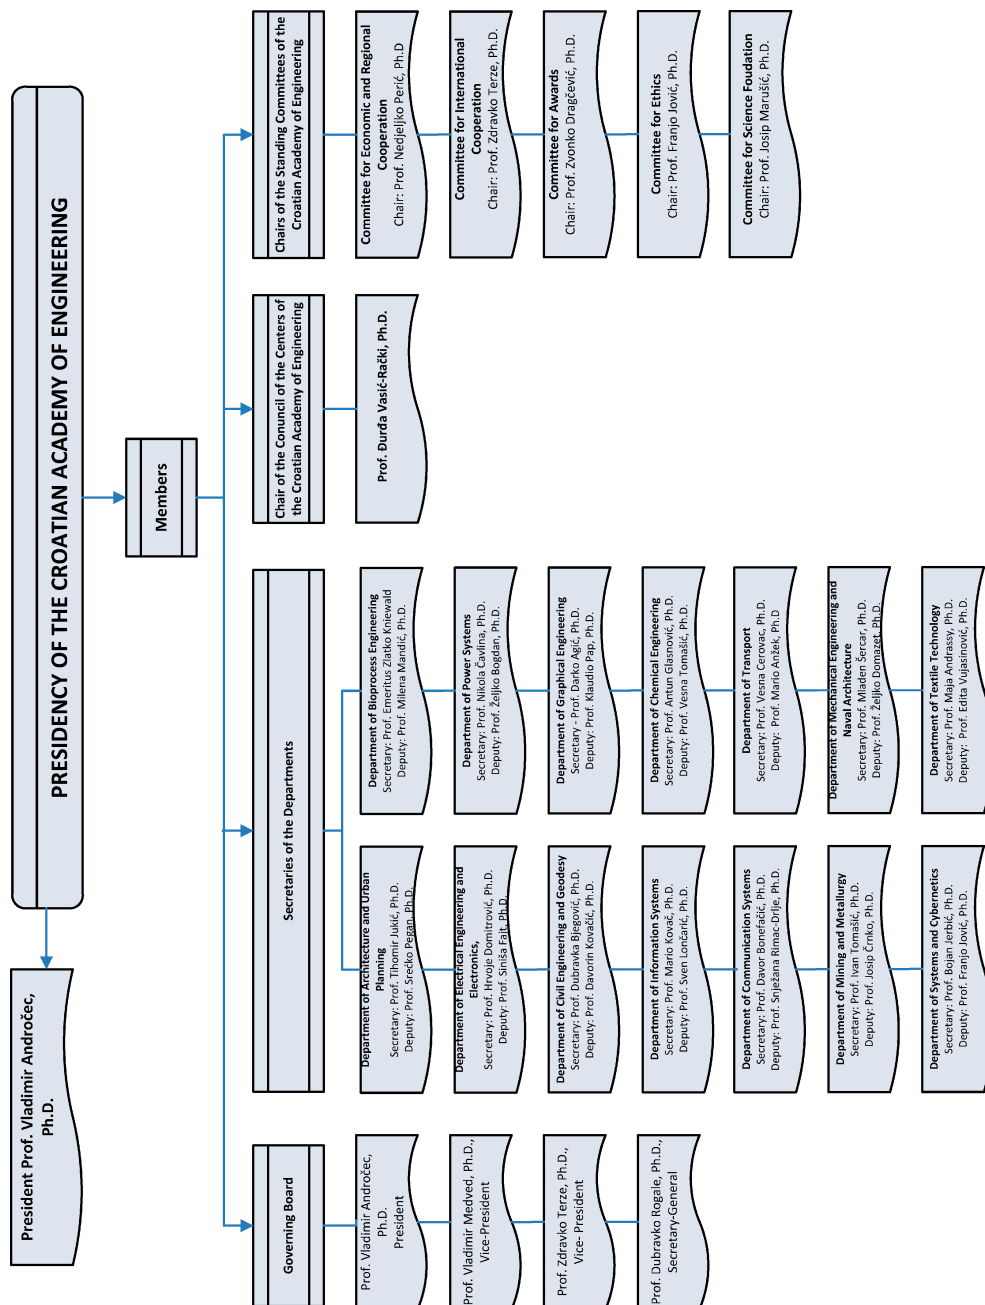 PRESIDENCY OF THE CROATIAN ACADEMY OF ENGINEERING
President Prof. Vladimir Andročec,
Ph.D.
Members
Governing Board
Prof. Vladimir Andročec,
Ph.D.
President
Prof. Vladimir Medved, Ph.D.,
Vice-President
Prof. Zdravko Terze, Ph.D.,
Vice- President
Prof. Dubravko Rogale, Ph.D.,
Secretary-General
Secretaries of the Departments
Department of Architecture and Urban
Planning
Secretary: Prof. Tihomir Jukić, Ph.D.
Deputy: Prof. Srećko Pegan, Ph.D.
Department of Electrical Engineering and
Electronics,
Secretary: Prof. Hrvoje Domitrović, Ph.D.
Deputy: Prof. Siniša Fajt, Ph.D.
Department of Civil Engineering and Geodesy
Secretary: Prof. Dubravka Bjegović, Ph.D.
Deputy: Prof. Davorin Kovačić, Ph.D.
Department of Information Systems
Secretary: Prof. Mario Kovač, Ph.D.
Deputy: Prof. Sven Lončarić, Ph.D.
Department of Communication Systems
Secretary: Prof. Davor Bonefačić, Ph.D.
Deputy: Prof. Snježana Rimac-Drlje, Ph.D.
Department of Mining and Metallurgy
Secretary: Prof. Ivan Tomašić, Ph.D.
Deputy: Prof. Josip Črnko, Ph.D.
Department of Systems and Cybernetics
Secretary: Prof. Bojan Jerbić, Ph.D.
Deputy: Prof. Franjo Jović, Ph.D.
Department of Bioprocess Engineering
Secretary: Prof. Emeritus Zlatko Kniewald
Deputy: Prof. Milena Mandić, Ph.D.
Department of Power Systems
Secretary: Prof. Nikola Čavlina, Ph.D.
Deputy: Prof. Željko Bogdan, Ph.D.
Department of Graphical Engineering
Secretary - Prof. Darko Agić, Ph.D.
Deputy: Prof. Klaudio Pap, Ph.D.
Department of Chemical Engineering
Secretary: Prof. Antun Glasnović, Ph.D.
Deputy: Prof. Vesna Tomašić, Ph.D.
Department of Transport
Secretary: Prof. Vesna Cerovac, Ph.D.
Deputy: Prof. Mario Anžek, Ph.D
Department of Mechanical Engineering and
Naval Architecture
Secretary: Prof. Mladen Šercar, Ph.D.
Deputy: Prof. Željko Domazet, Ph.D.
Department of Textile Technology
Secretary: Prof. Maja Andrassy, Ph.D.
Deputy: Prof. Edita Vujasinović, Ph.D.
Chair of the Conuncil of the Centers of
the Croatian Academy of Engineering
Prof. Đurđa Vasić-Rački, Ph.D.
Chairs of the Standing Committees of the
Croatian Academy of Engineering
Committee for Economic and Regional
Cooperation
Chair: Prof. Nedjeljko Perić, Ph.D
Committee for International
Cooperation
Chair: Prof. Zdravko Terze, Ph.D.
Committee for Awards
Chair: Prof. Zvonko Dragčević, Ph.D.
Committee for Ethics
Chair: Prof. Franjo Jović, Ph.D.
Committee for Science Foudation
Chair: Prof. Josip Marušić, Ph.D.